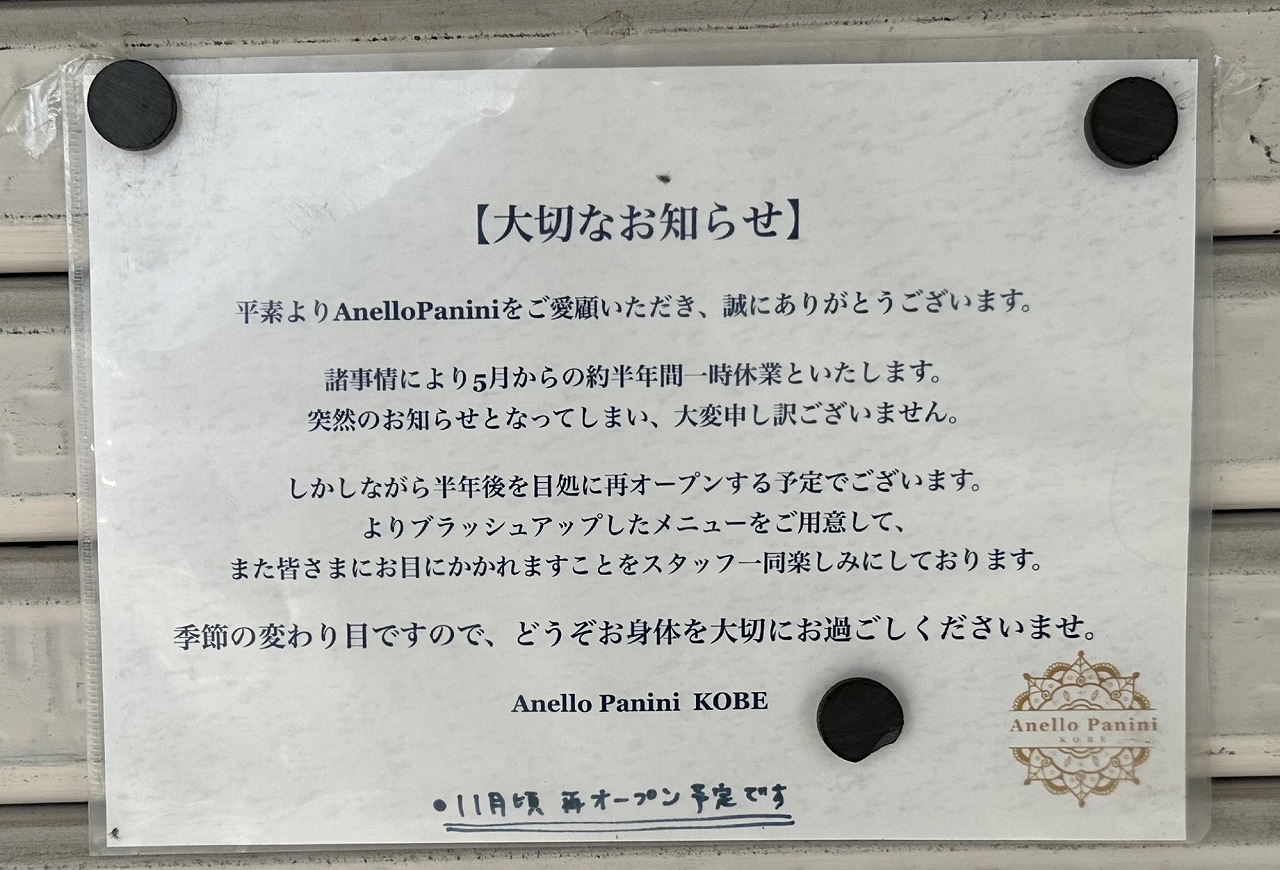 【大切なお知らせ】
平素よりAnelloPaniniをご愛顧いただき、誠にありがとうございます。
諸事情により5月からの約半年間一時休業といたします。
突然のお知らせとなってしまい、大変申し訳ございません。
しかしながら半年後を目処に再オープンする予定でございます。
よりブラッシュアップしたメニューをご用意して、
また皆さまにお目にかかれますことをスタッフ一同楽しみにしております。
季節の変わり目ですので、どうぞお身体を大切にお過ごしくださいませ。
Anello Panini KOBE
Anello Panini
KOBE
●11月頃 再オープン予定です